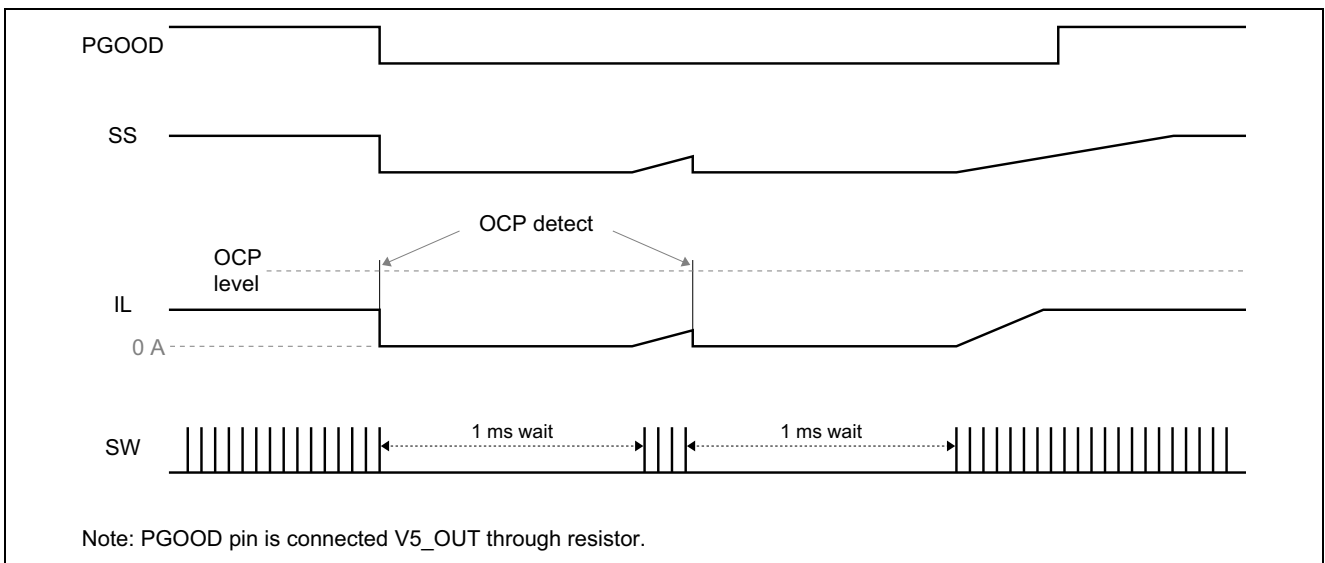 PGOOD
SS
OCP detect
OCP
level
IL
0 A
SW
1 ms wait
1 ms wait
Note: PGOOD pin is connected V5_OUT through resistor.